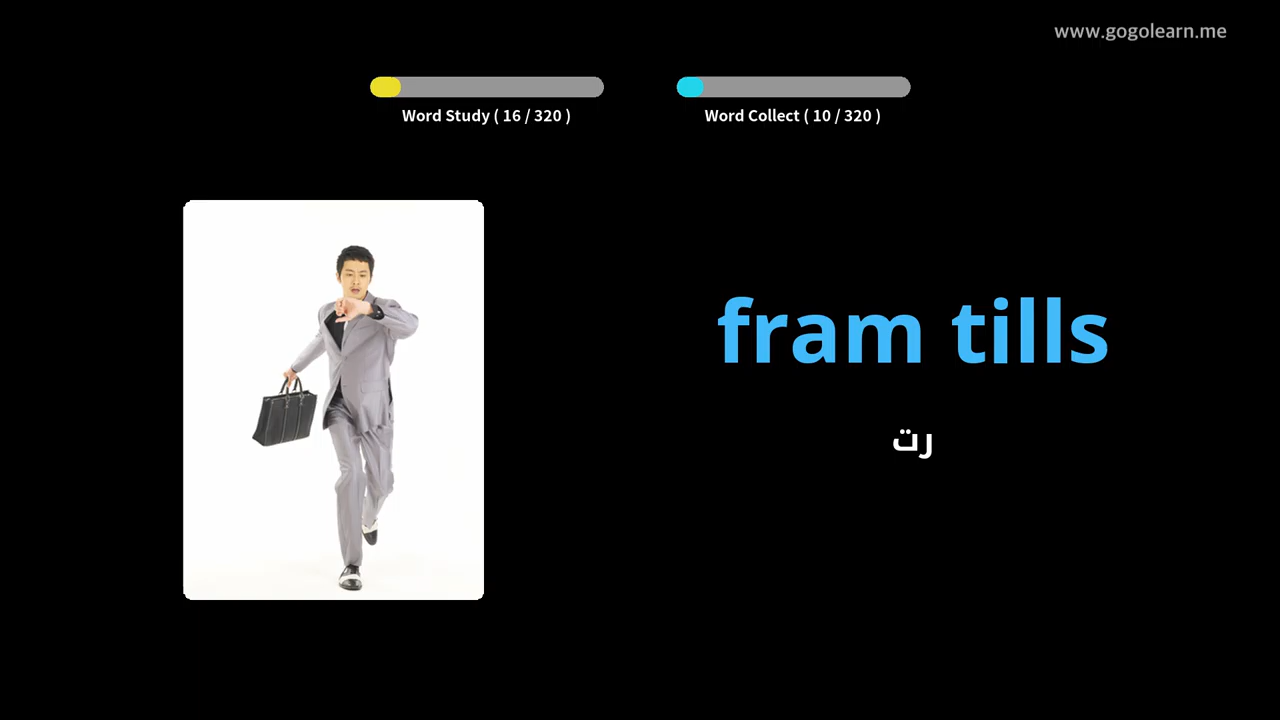 www.gogolearn.me
Word Study ( 16 / 320 )
Word Collect ( 10 / 320 )
fram tills
رت